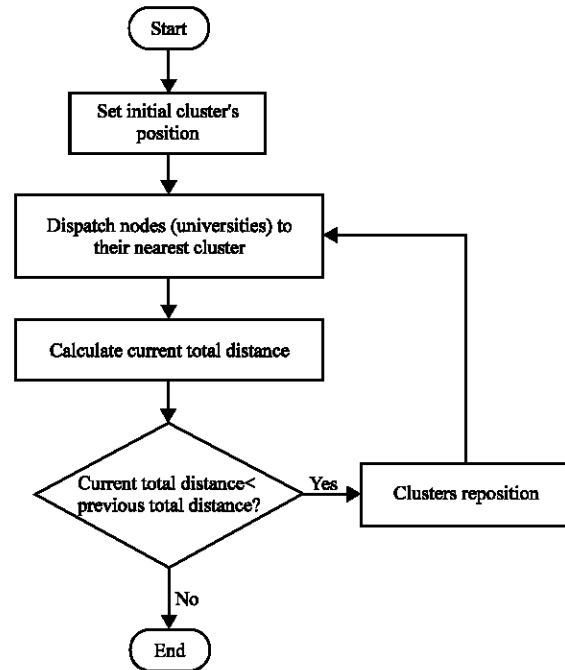 Start
Set initial cluster's
position
Dispatch nodes (universities) to
their nearest cluster
Calculate current total distance
Current total distance<
previous total distance?
Yes
Clusters reposition
No
End